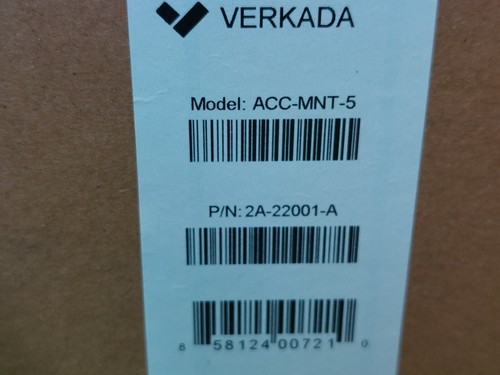 VERKADA
Model: ACC-MNT-5
P/N: 2A-22001-A
8 58124 00721 0